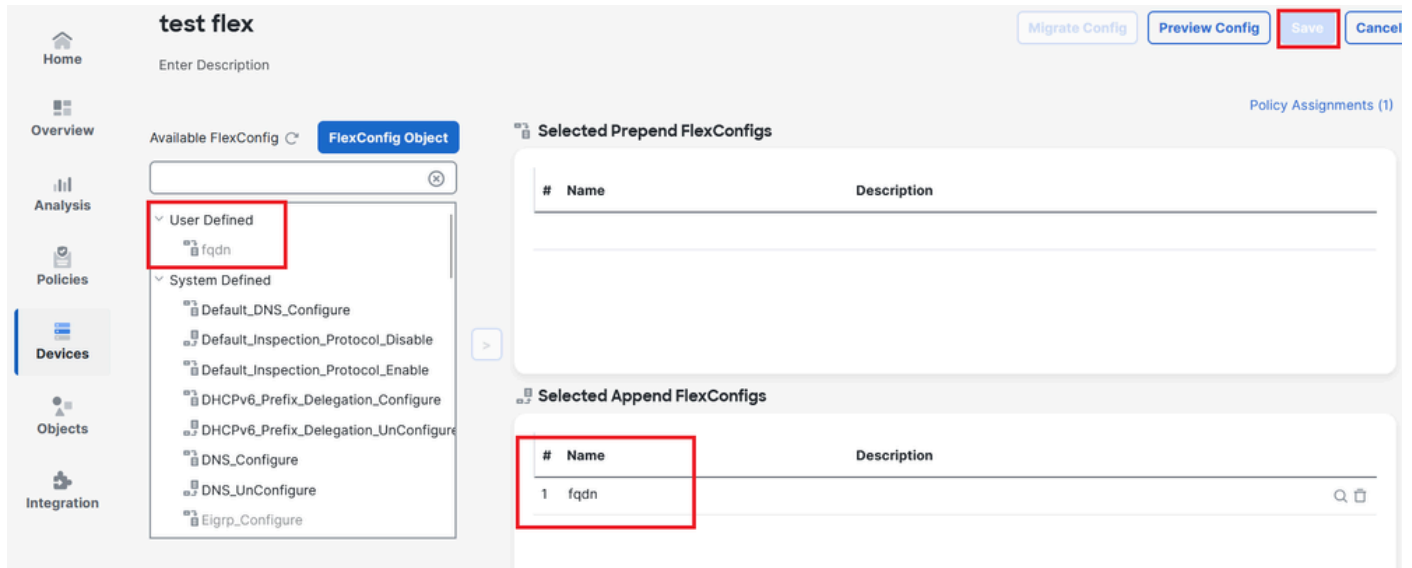 test flex
Migrate Config
Preview Config
Save
Cancel
Enter Description
Policy Assignments (1)
Home
Overview
Analysis
Policies
Devices
Objects
Integration
Available FlexConfig
FlexConfig Object
User Defined
fqdn
System Defined
Default_DNS_Configure
Default_Inspection_Protocol_Disable
Default_Inspection_Protocol_Enable
DHCPv6_Prefix_Delegation_Configure
DHCPv6_Prefix_Delegation_UnConfigure
DNS_Configure
DNS_UnConfigure
Eigrp_Configure
>
Selected Prepend FlexConfigs
# Name Description
Selected Append FlexConfigs
# Name Description
1 fqdn